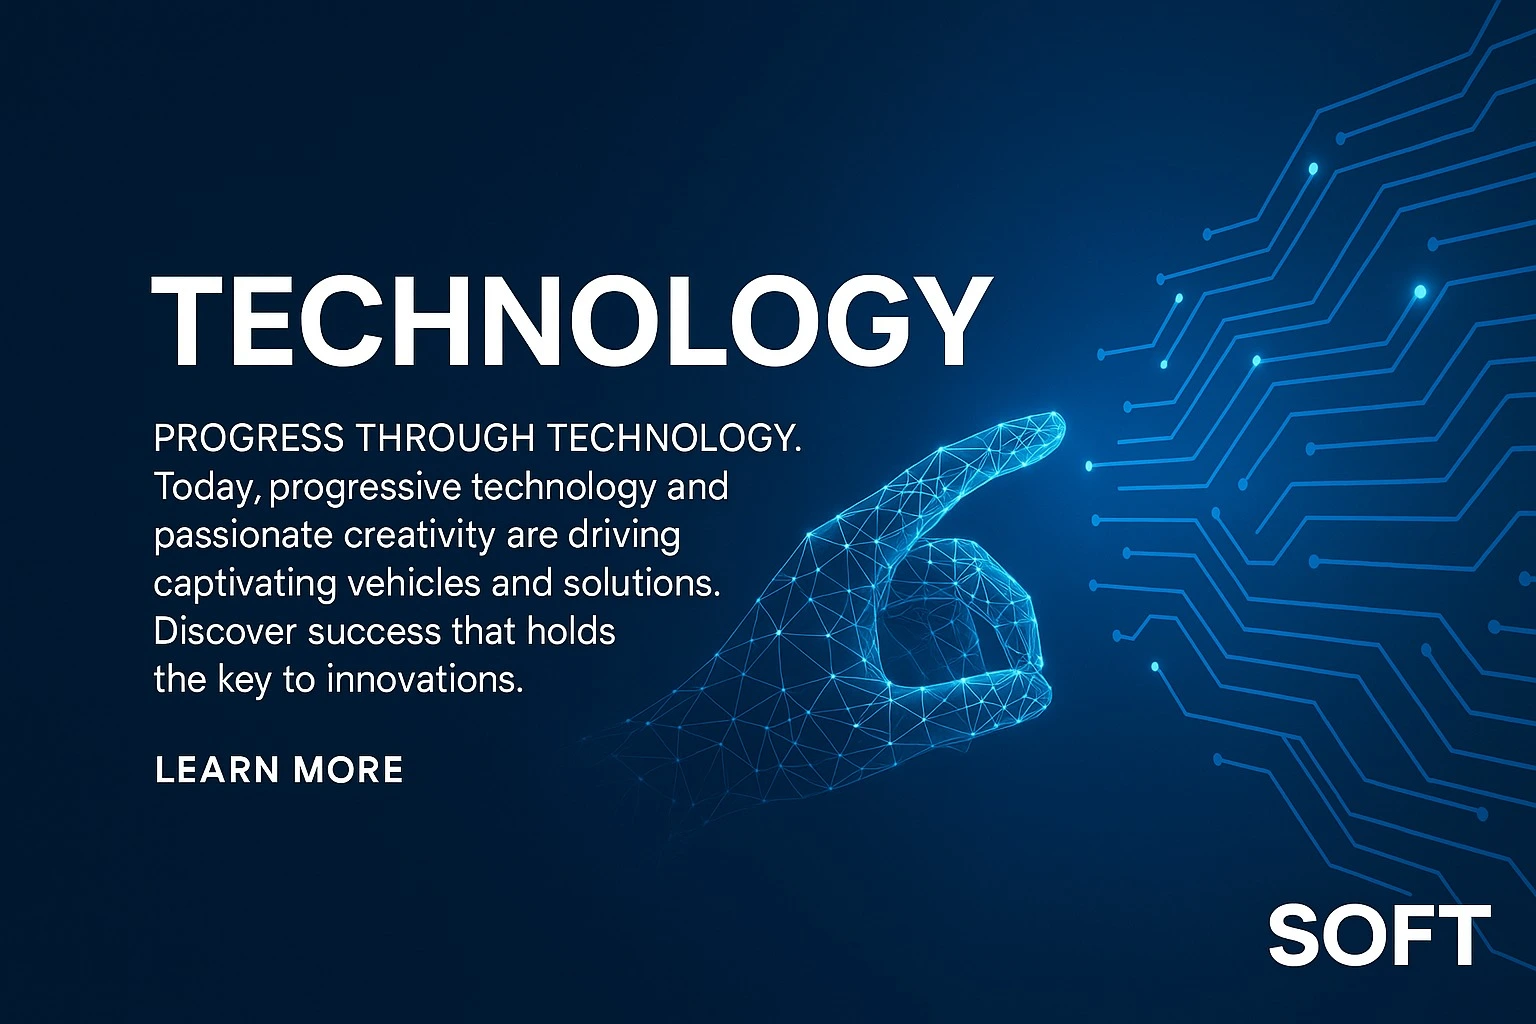 TECHNOLOGY
PROGRESS THROUGH TECHNOLOGY.
Today, progressive technology and
passionate creativity are driving
captivating vehicles and solutions.
Discover success that holds
the key to innovations.
LEARN MORE
SOFT